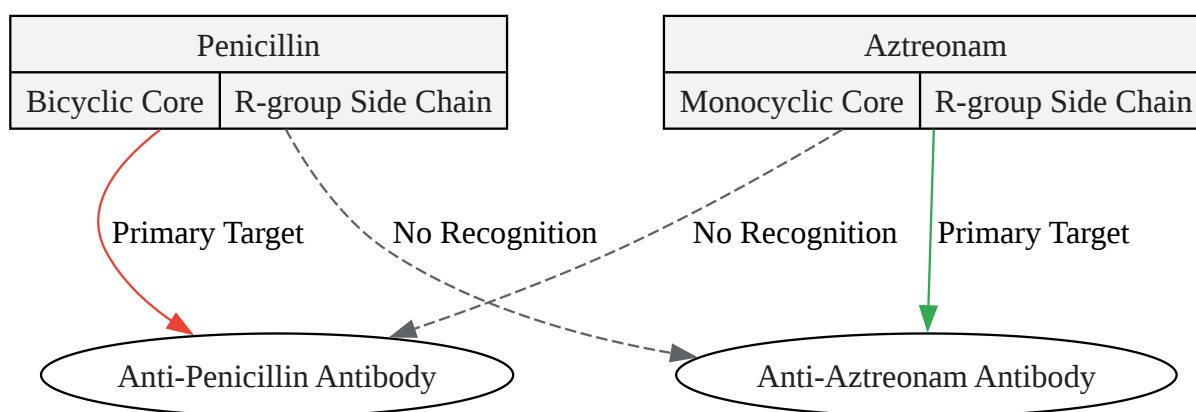 Penicillin
Bicyclic Core
R-group Side Chain
Aztreonam
Monocyclic Core
R-group Side Chain
Primary Target
No Recognition
No Recognition
Primary Target
Anti-Penicillin Antibody
Anti-Aztreonam Antibody